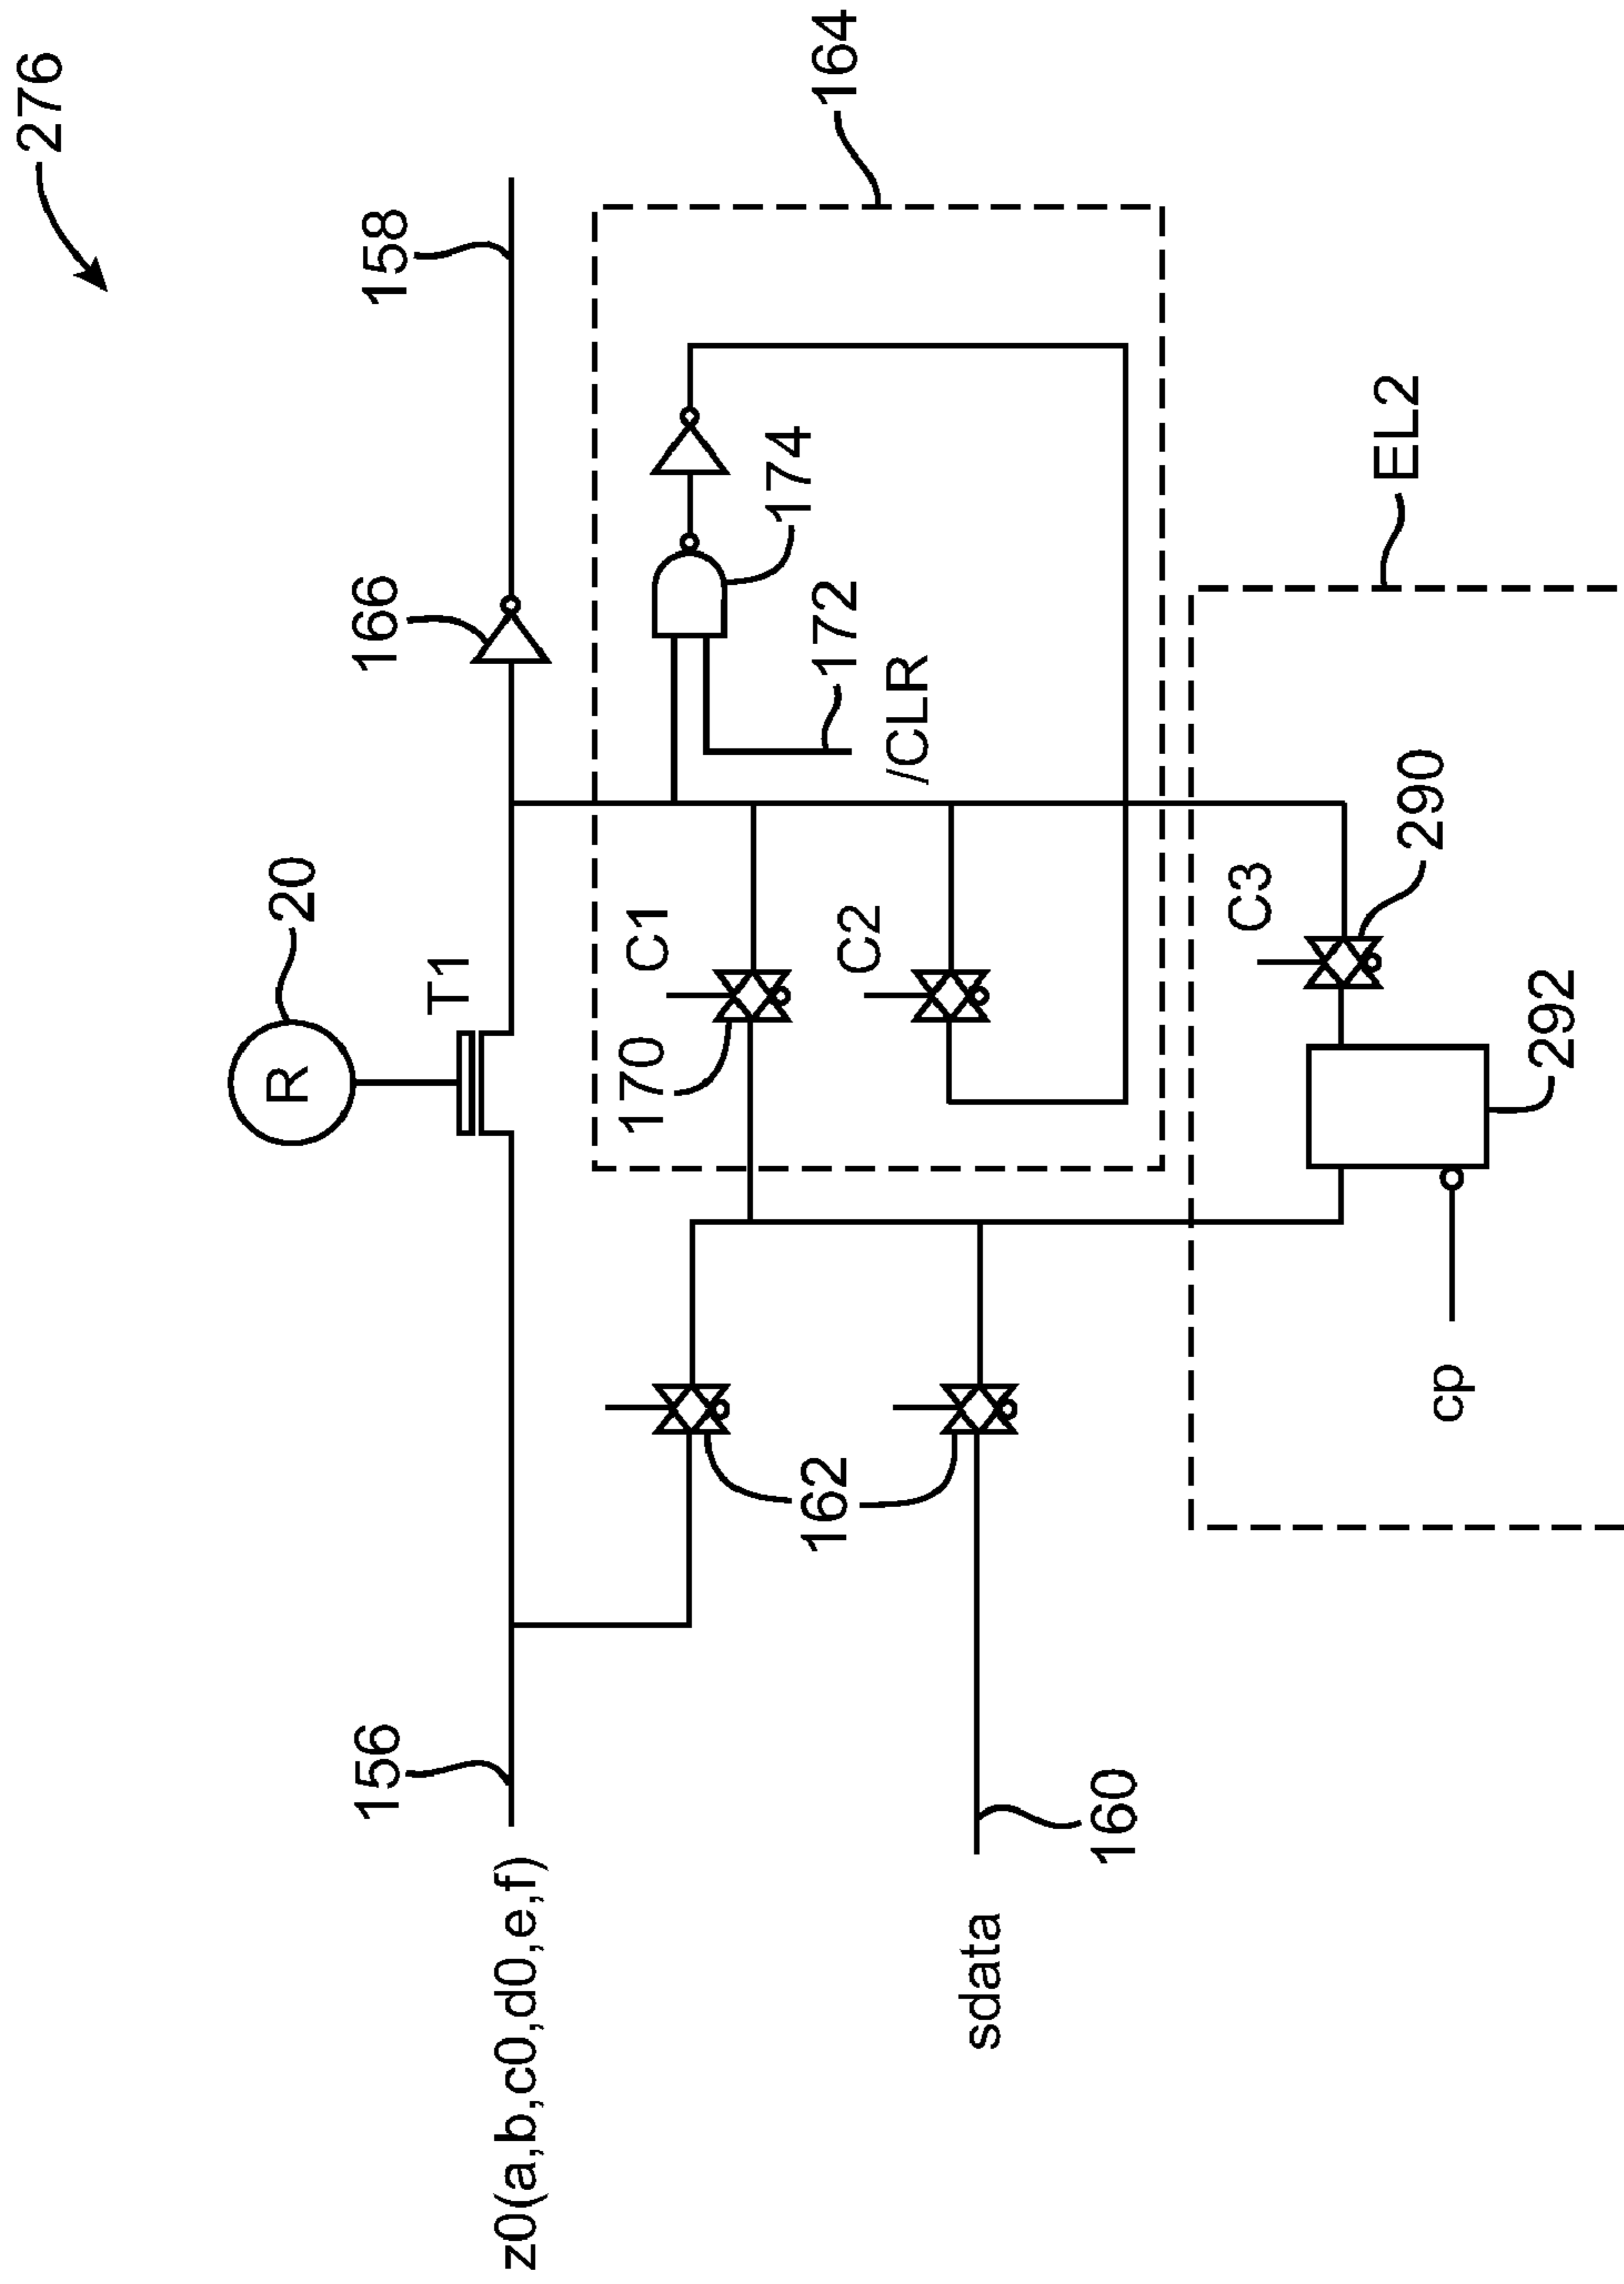 276
20
R
T1
156
166
158
z0(a,b,c0,d0,e,f)
162
170
C1
C2
174
172
/CLR
164
sdata
160
cp
C3
290
292
EL2